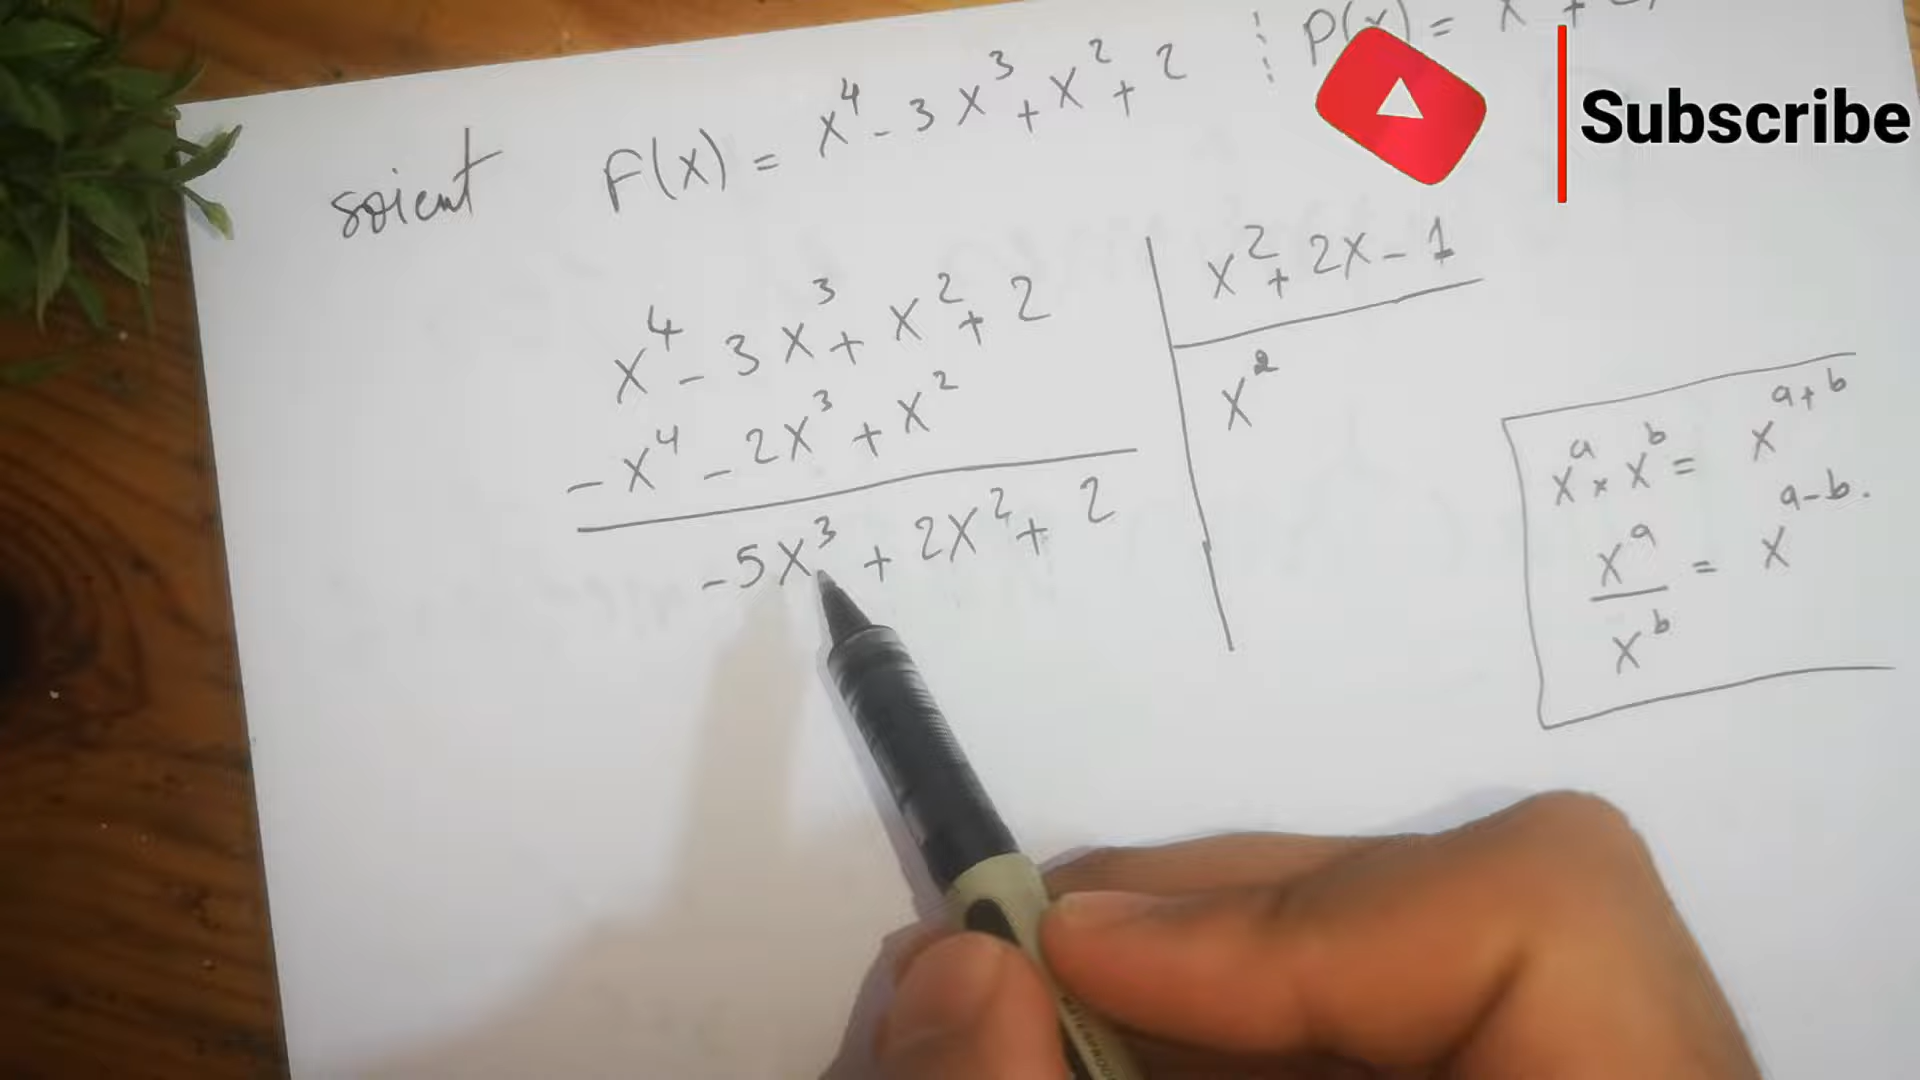 P(x) = x +
Subscribe
soient F(x) = x⁴ - 3x³ + x² + 2
x⁴ - 3x³ + x² + 2
x² + 2x - 1
- x⁴ - 2x³ + x²
x²
- 5x³ + 2x² + 2
xᵃ × xᵇ = xᵃ⁺ᵇ
xᵃ / xᵇ = xᵃ⁻ᵇ.